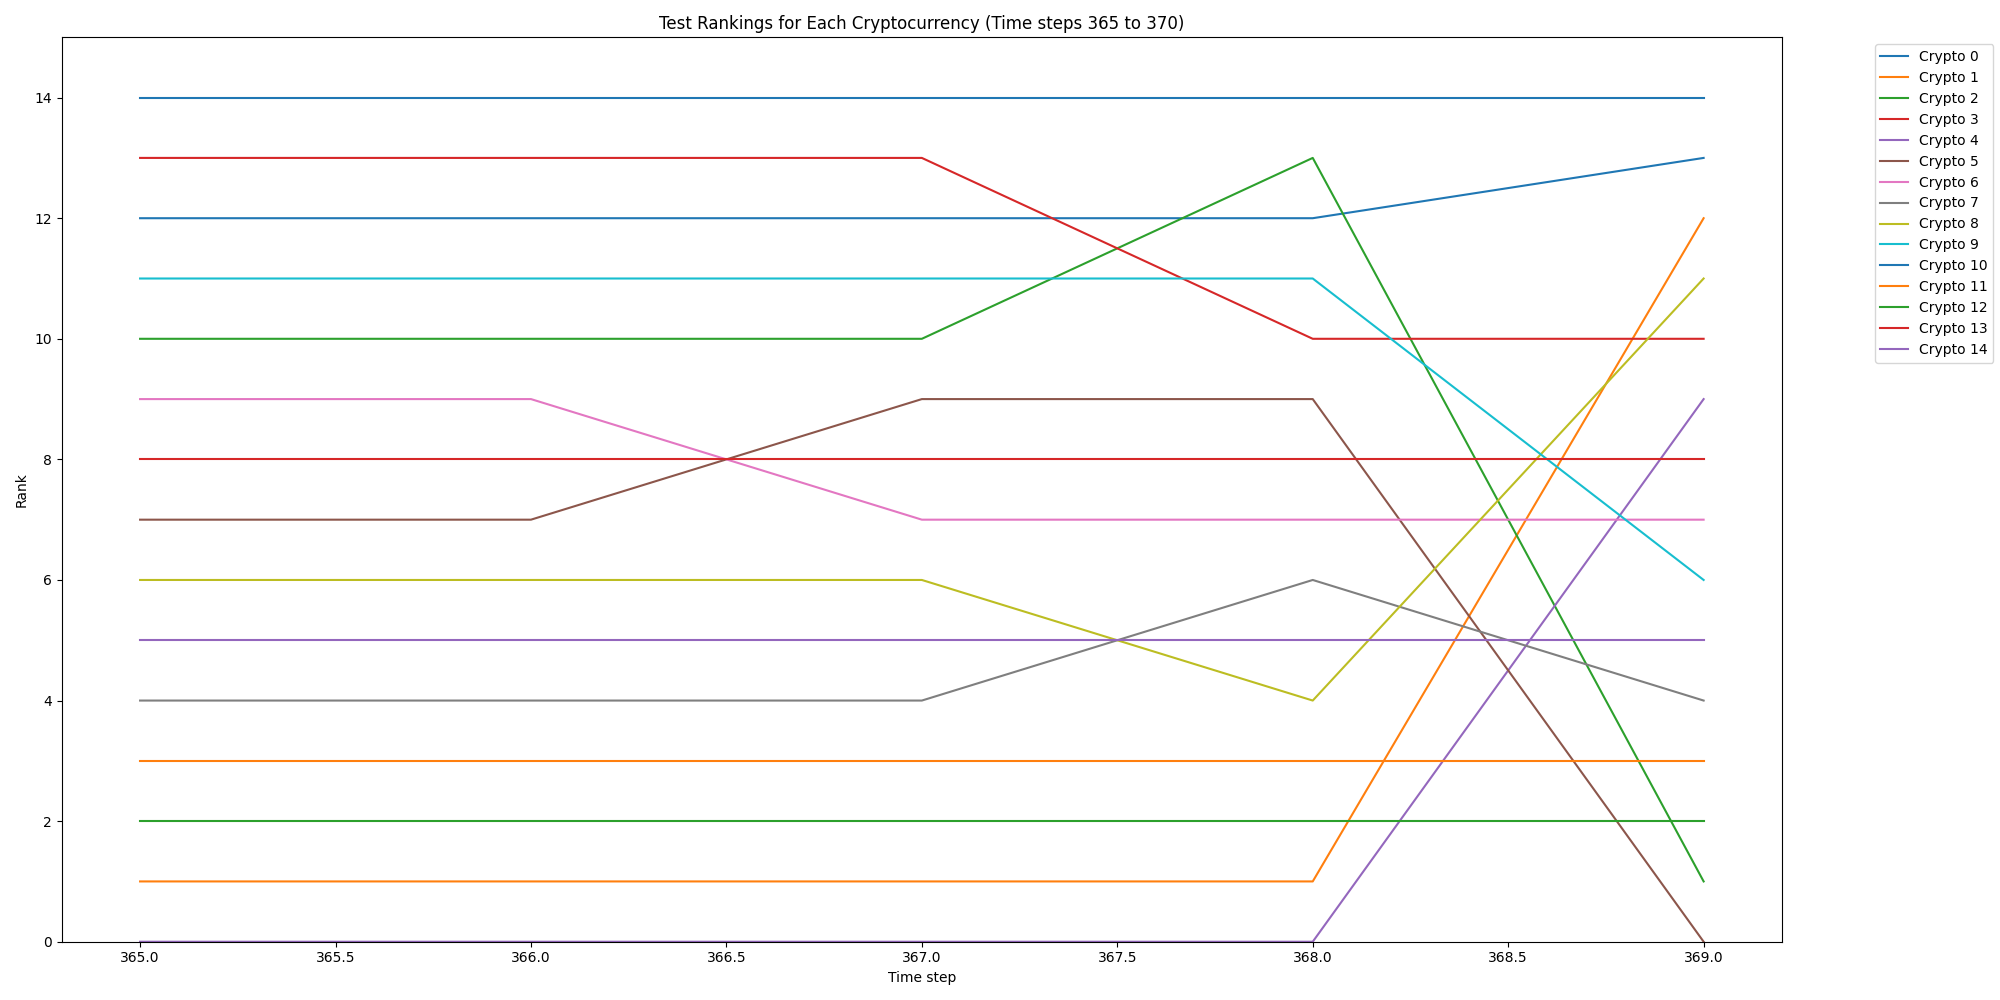 Test Rankings for Each Cryptocurrency (Time steps 365 to 370)
14
12
10
8
6
4
2
0
Rank
365.0 365.5 366.0 366.5 367.0 367.5 368.0 368.5 369.0
Time step
Crypto 0
Crypto 1
Crypto 2
Crypto 3
Crypto 4
Crypto 5
Crypto 6
Crypto 7
Crypto 8
Crypto 9
Crypto 10
Crypto 11
Crypto 12
Crypto 13
Crypto 14